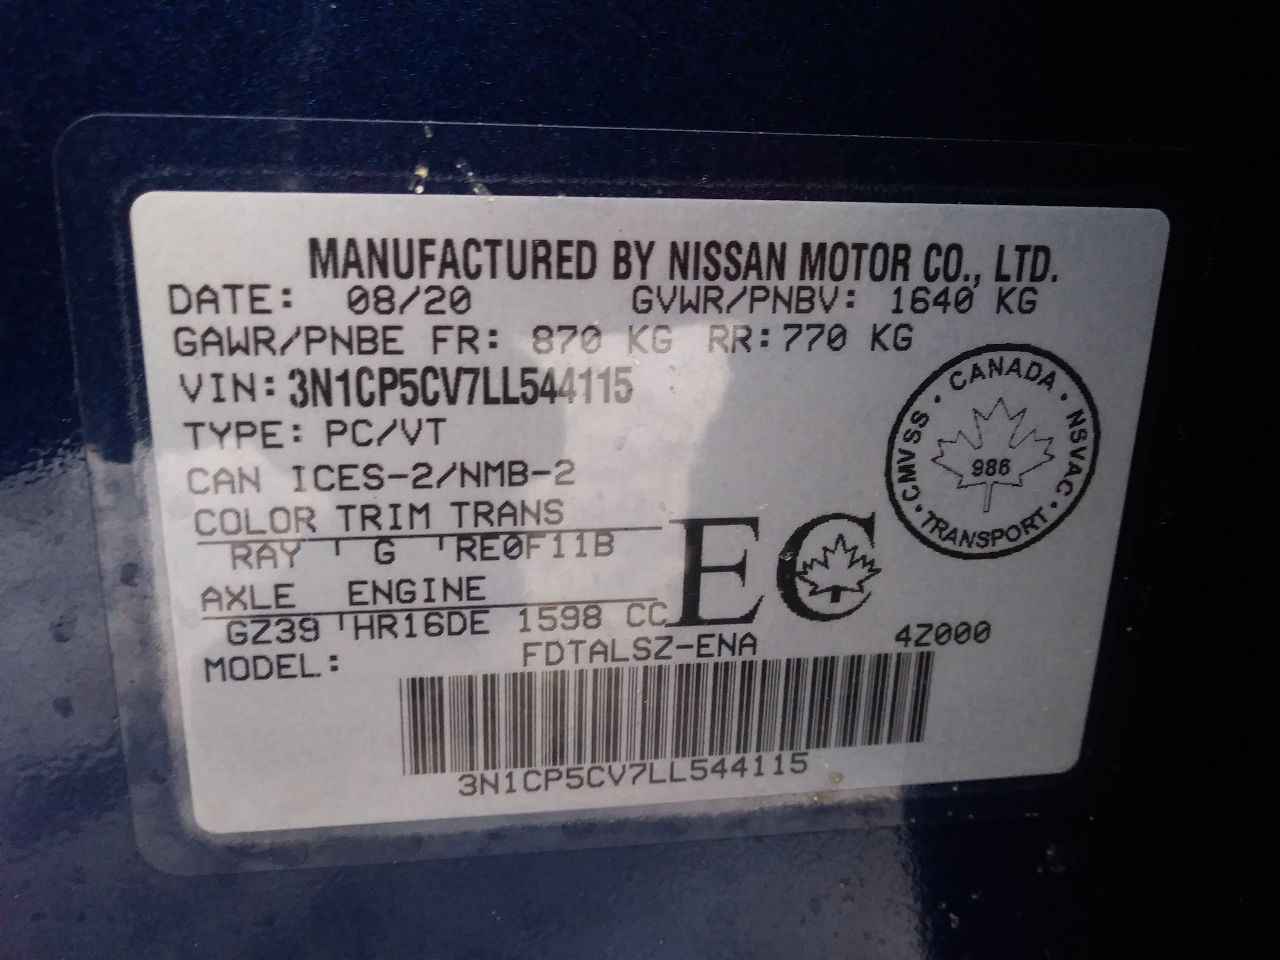 MANUFACTURED BY NISSAN MOTOR CO., LTD.
DATE: 08/20 GVWR/PNBV: 1640 KG
GAWR/PNBE FR: 870 KG RR:770 KG
VIN: 3N1CP5CV7LL544115
TYPE: PC/VT
CAN ICES-2/NMB-2
COLOR TRIM TRANS
RAY G RE0F11B
AXLE ENGINE
GZ39 HR16DE 1598 CC
MODEL: FDTALSZ-ENA 4Z000
3N1CP5CV7LL544115
EC
CANADA
CMVSS · NSVAC
986
TRANSPORT